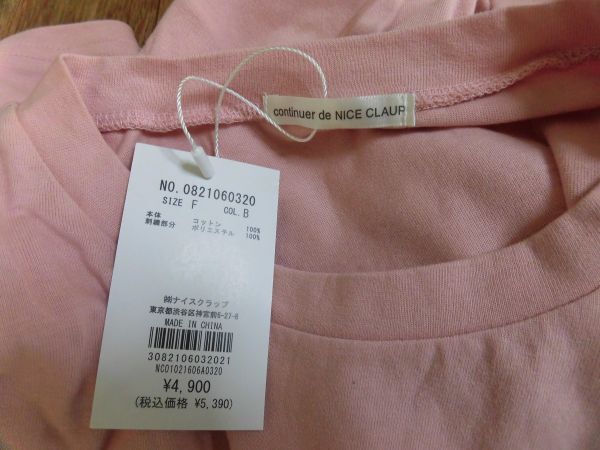 continuer de NICE CLAUP
NO. 0821060320
SIZE F COL. B
本体 コットン 100%
刺繍部分 ポリエステル 100%
㈱ナイスクラップ
東京都渋谷区神宮前6-27-8
MADE IN CHINA
3082106032021
NC01021606A0320
¥4,900
(税込価格 ¥5,390)